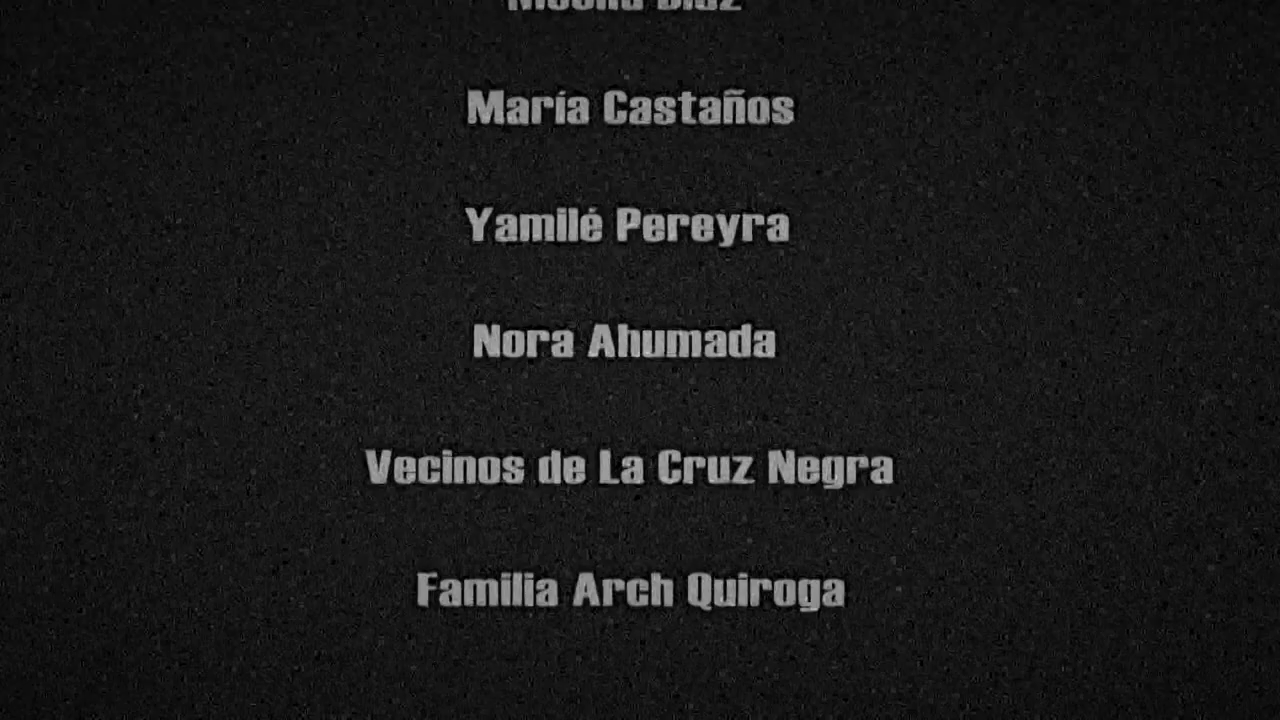 María Castaños
Yamilé Pereyra
Nora Ahumada
Vecinos de La Cruz Negra
Familia Arch Quiroga